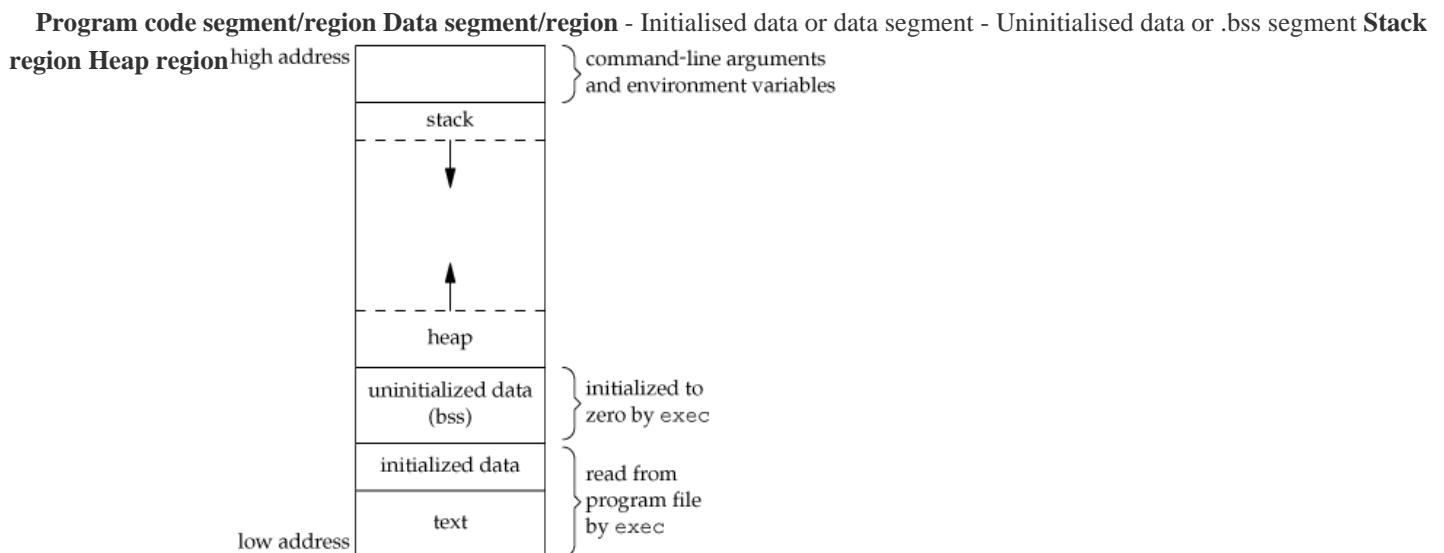 Program code segment/region Data segment/region - Initialised data or data segment - Uninitialised data or .bss segment Stack
region Heap region
high address
command-line arguments
and environment variables
stack
heap
uninitialized data
(bss)
initialized to
zero by exec
initialized data
read from
program file
by exec
text
low address